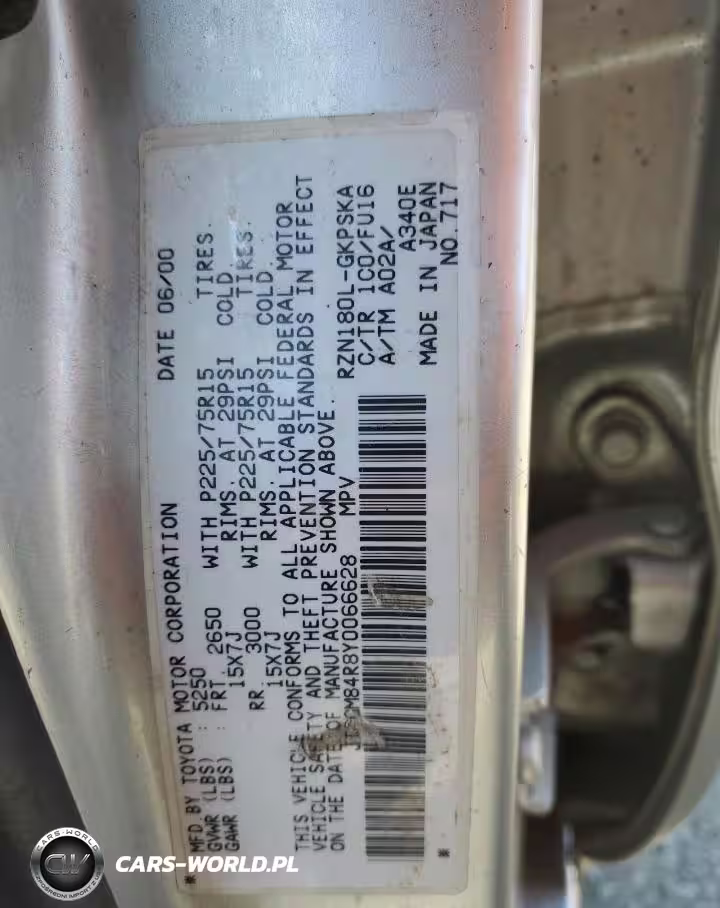 MFD.BY TOYOTA MOTOR CORPORATION DATE 06/00
GVWR (LBS) : 5250
GAWR (LBS) : FRT. 2650 WITH P225/75R15 TIRES.
15X7J RIMS. AT 29PSI COLD.
RR. 3000 WITH P225/75R15 TIRES.
15X7J RIMS. AT 29PSI COLD.
THIS VEHICLE CONFORMS TO ALL APPLICABLE FEDERAL MOTOR
VEHICLE SAFETY AND THEFT PREVENTION STANDARDS IN EFFECT
ON THE DATE OF MANUFACTURE SHOWN ABOVE.
MPV
RZN180L-GKPSKA
C/TR 1C0/FU16
A/TM A02A/
A340E
MADE IN JAPAN
NO.717
CARS-WORLD
CW
CARS-WORLD.PL